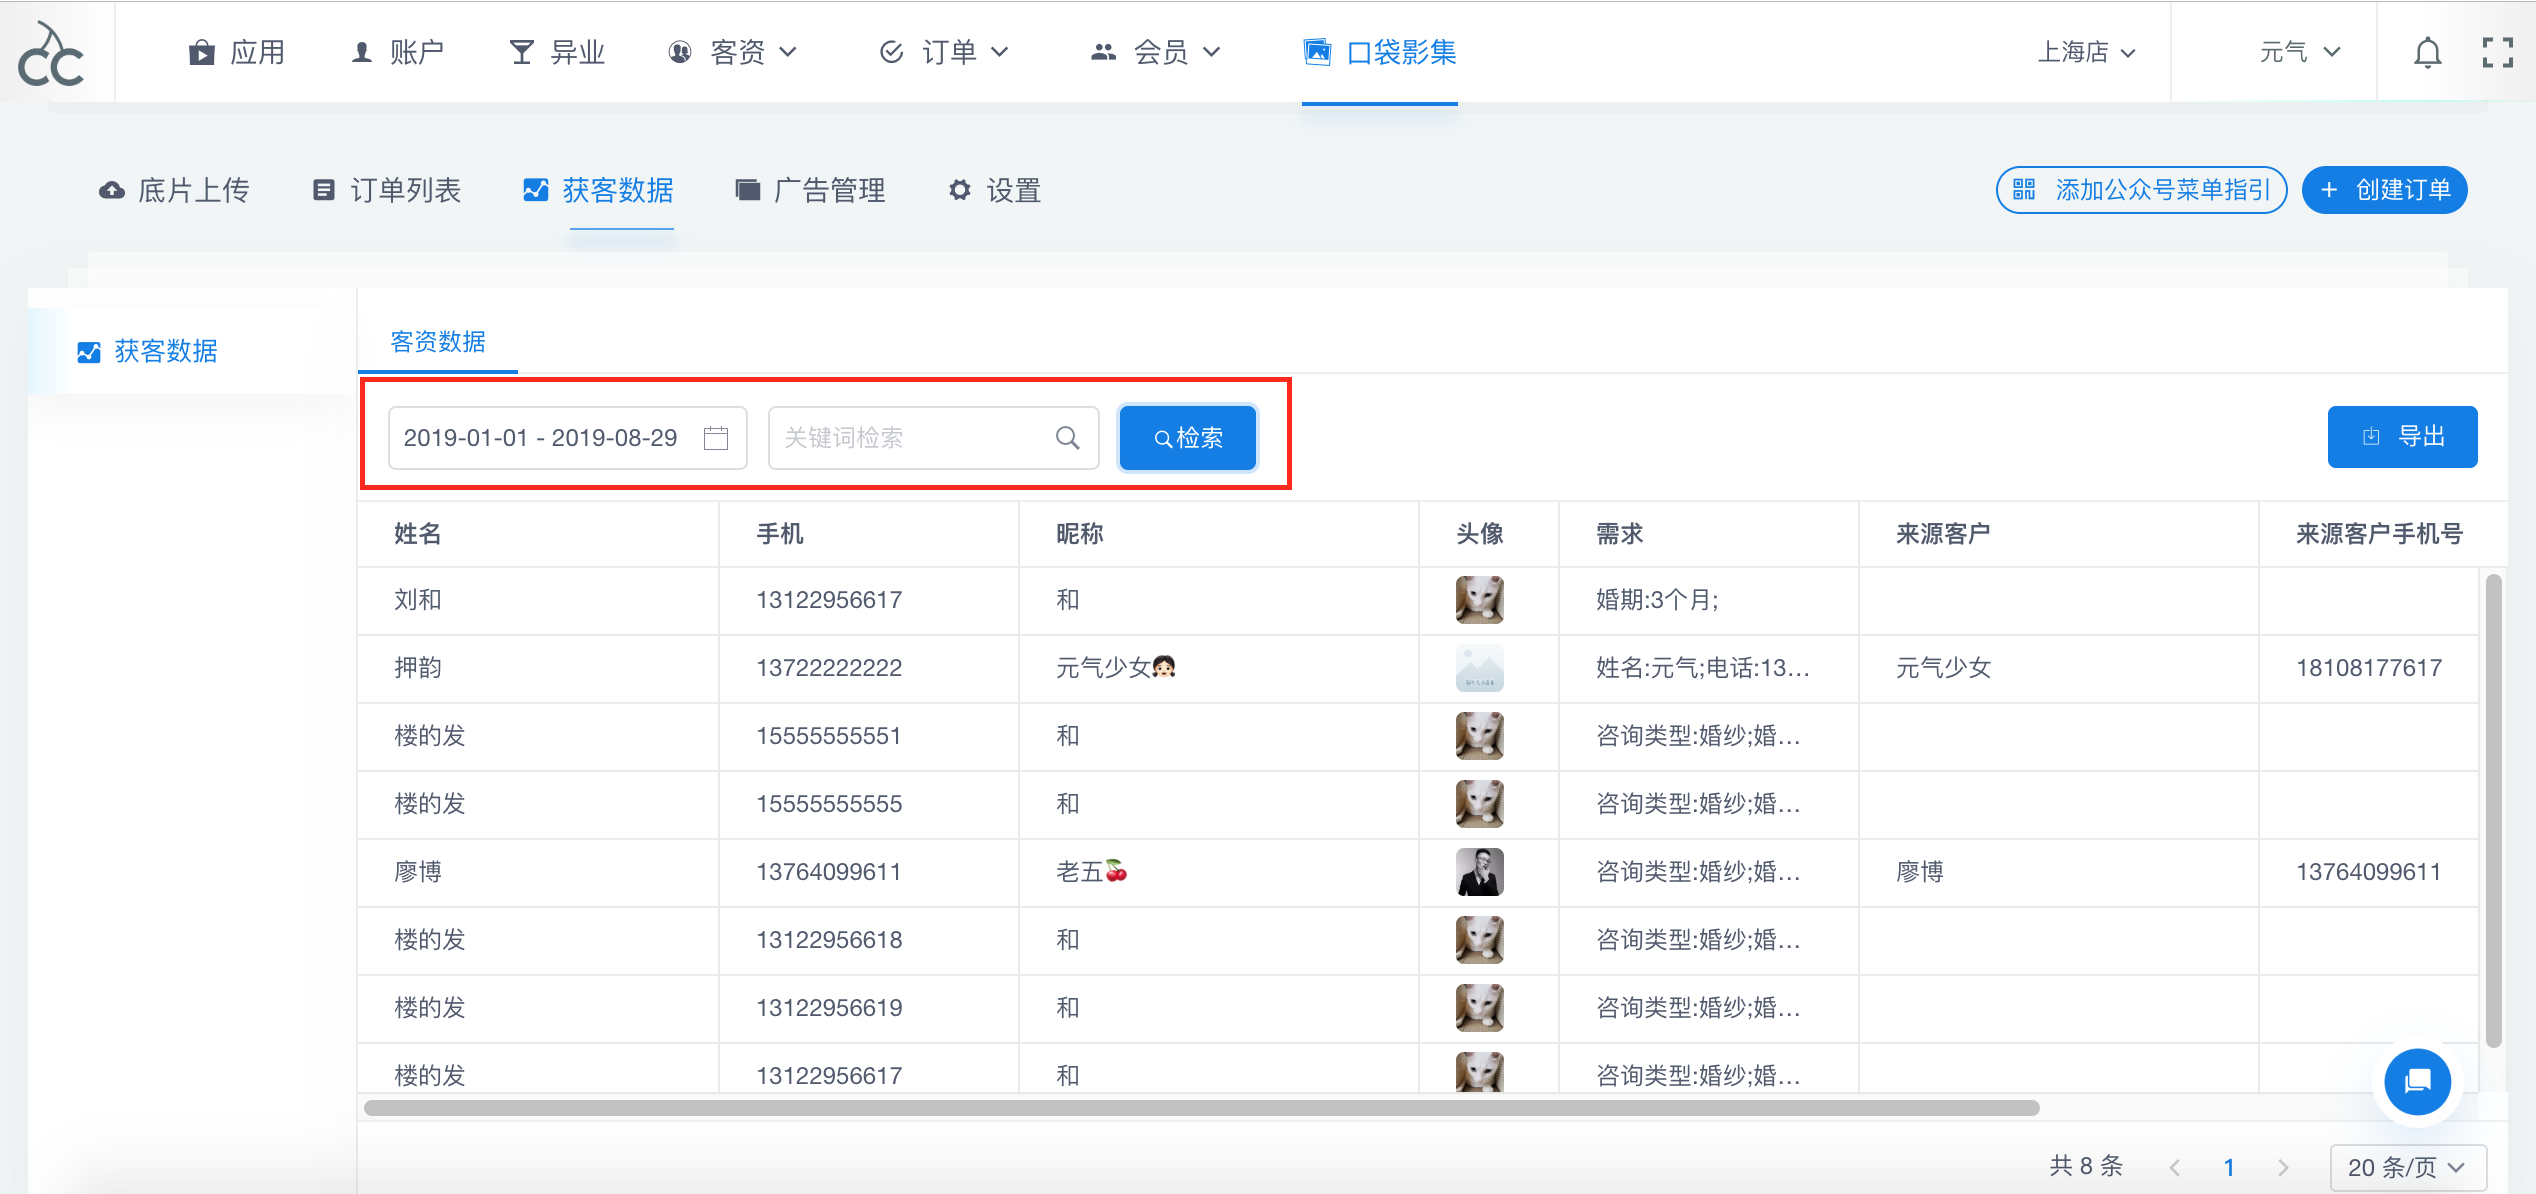 CC 应用 账户 异业 客资 订单 会员 口袋影集 上海店 元气
底片上传 订单列表 获客数据 广告管理 设置 添加公众号菜单指引 + 创建订单
获客数据
客资数据
2019-01-01 - 2019-08-29 关键词检索 检索 导出
姓名 手机 昵称 头像 需求 来源客户 来源客户手机号
刘和 13122956617 和 婚期:3个月;
押韵 13722222222 元气少女👧🏻 姓名:元气;电话:13... 元气少女 18108177617
楼的发 15555555551 和 咨询类型:婚纱;婚...
楼的发 15555555555 和 咨询类型:婚纱;婚...
廖博 13764099611 老五🍒 咨询类型:婚纱;婚... 廖博 13764099611
楼的发 13122956618 和 咨询类型:婚纱;婚...
楼的发 13122956619 和 咨询类型:婚纱;婚...
楼的发 13122956617 和 咨询类型:婚纱;婚...
共 8 条 < 1 > 20 条/页